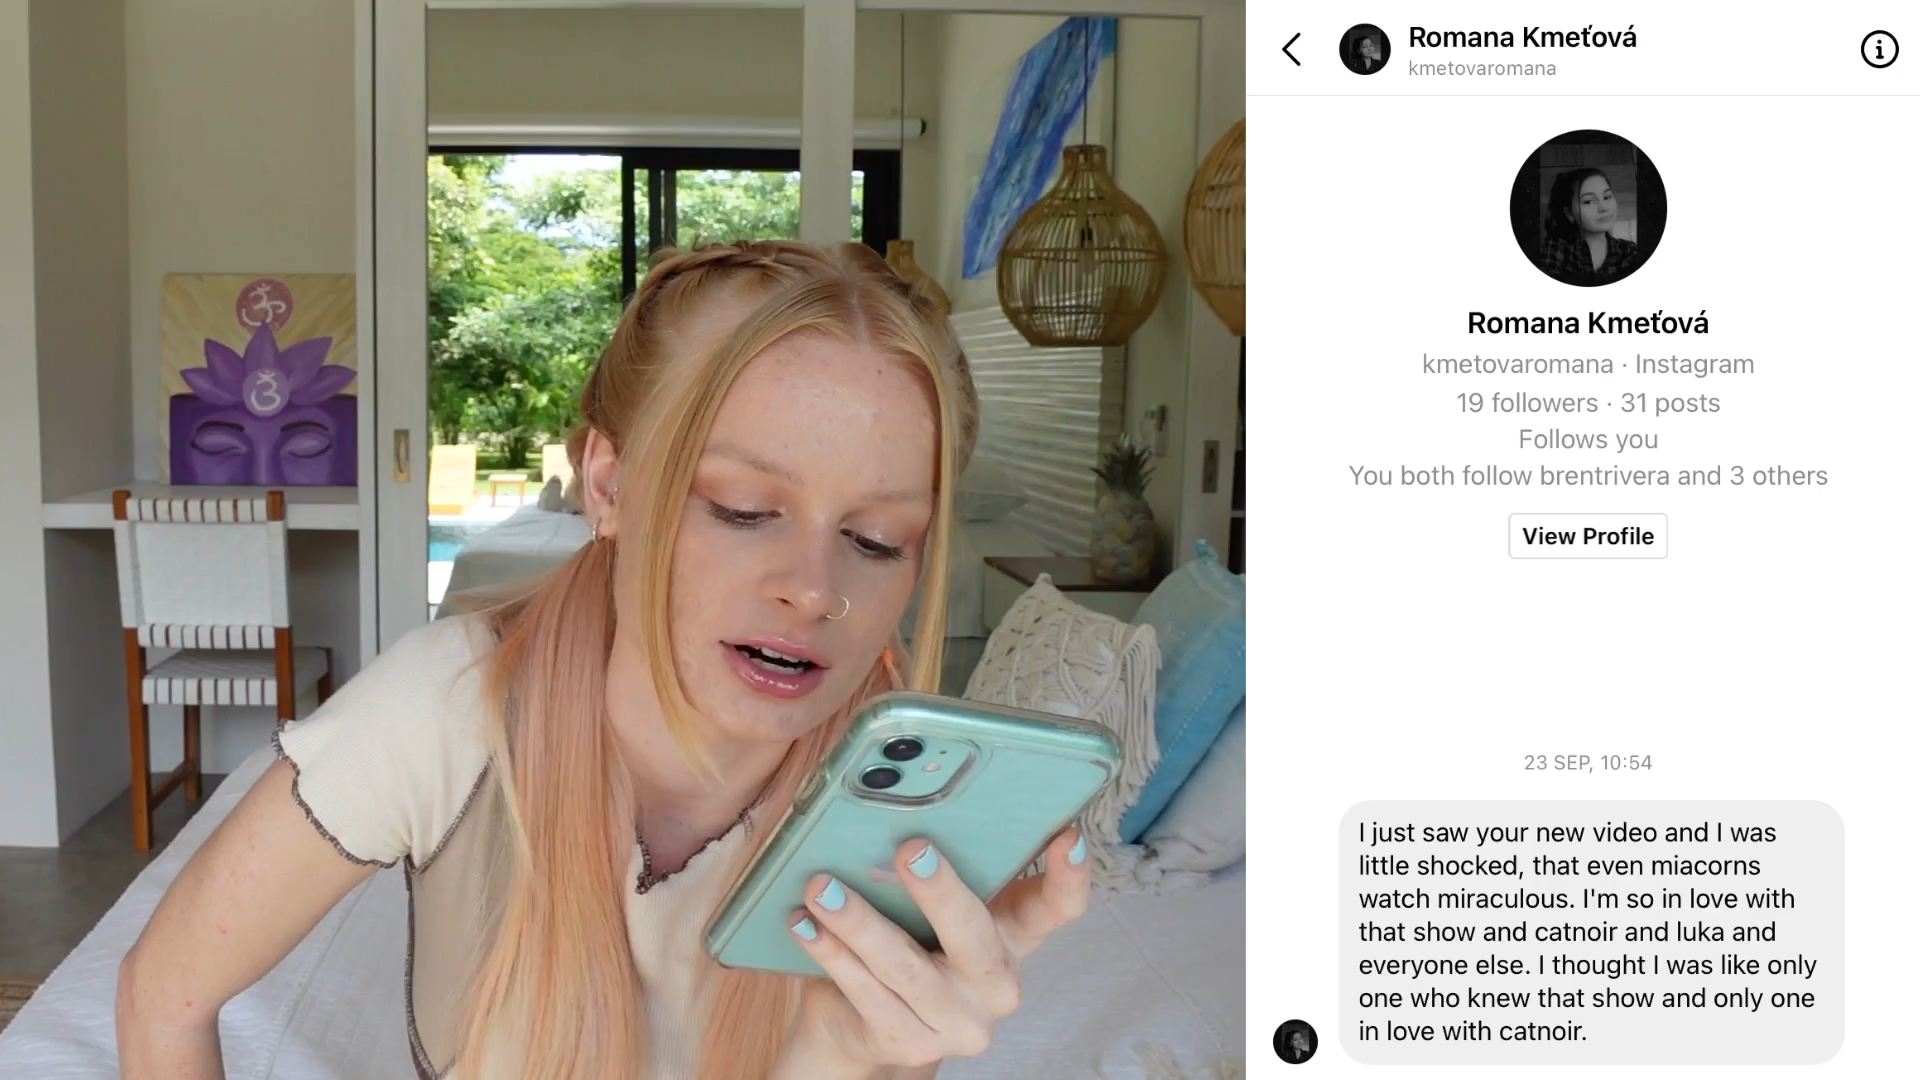 Romana Kmeťová
kmetovaromana
Romana Kmeťová
kmetovaromana · Instagram
19 followers · 31 posts
Follows you
You both follow brentrivera and 3 others
View Profile
23 SEP, 10:54
I just saw your new video and I was
little shocked, that even miacorns
watch miraculous. I'm so in love with
that show and catnoir and luka and
everyone else. I thought I was like only
one who knew that show and only one
in love with catnoir.
ॐ
ॐ